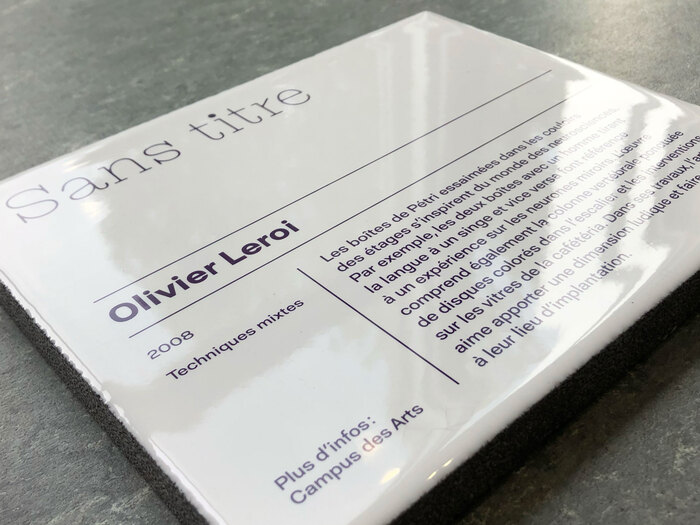 Sans titre
Olivier Leroi
2008
Techniques mixtes
Les boîtes de Pétri essaimées dans les couloirs
des étages s'inspirent du monde des neurosciences.
Par exemple, les deux boîtes avec un homme tirant
la langue à un singe et vice versa font référence
à un expérience sur les neurones miroirs. L'œuvre
comprend également la colonne vertébrale
de disques colorés dans l'escalier et les interventions
sur les vitres de la cafétéria. Dans ses travaux,
aime apporter une dimension ludique et faire
à leur lieu d'implantation.
Plus d'infos :
Campus des Arts